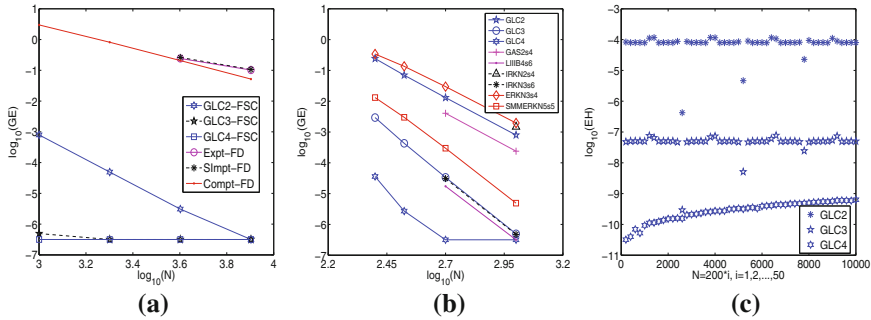 1
0
-1
-2
-3
-4
-5
-6
-7
log10(GE)
3
3.2
3.4
3.6
3.8
4
log10(N)
GLC2-FSC
GLC3-FSC
GLC4-FSC
Expt-FD
SImpt-FD
Compt-FD
(a)
1
0
-1
-2
-3
-4
-5
-6
-7
log10(GE)
2.2
2.45
2.7
2.95
3.2
log10(N)
GLC2
GLC3
GLC4
GAS2s4
LIIIB4s6
IRKN2s4
IRKN3s6
ERKN3s4
SMMERKN5s5
(b)
-3
-4
-5
-6
-7
-8
-9
-10
-11
log10(EH)
0
2000
4000
6000
8000
10000
N=200*i, i=1,2,...,50
GLC2
GLC3
GLC4
(c)